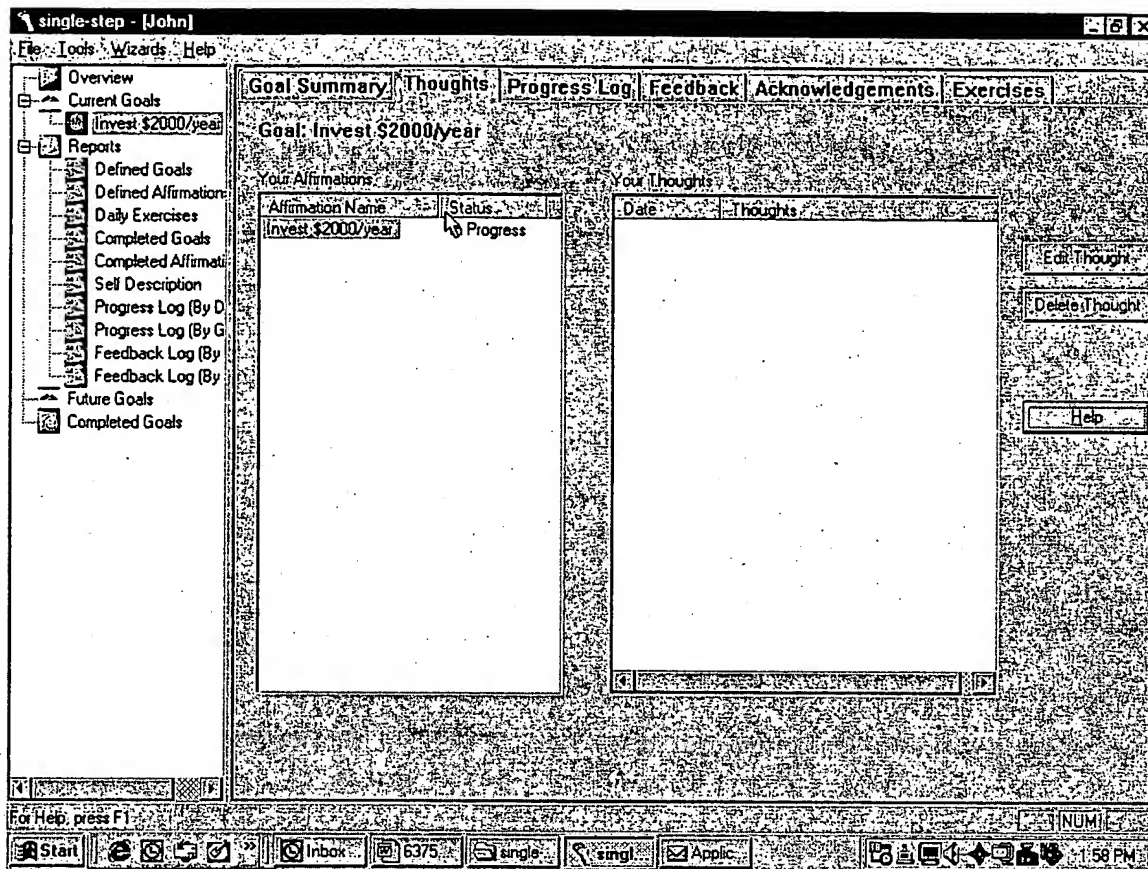 single-step - [John]
File Tools Wizards Help
Overview
Current Goals
Invest $2000/year
Reports
Defined Goals
Defined Affirmation
Daily Exercises
Completed Goals
Completed Affirmati
Self Description
Progress Log (By D
Progress Log (By G
Feedback Log (By
Feedback Log (By
Future Goals
Completed Goals
Goal Summary Thoughts Progress Log Feedback Acknowledgements Exercises
Goal: Invest $2000/year
Your Affirmations
Affirmation Name Status
Invest $2000/year Progress
Your Thoughts
Date Thoughts
Edit Thought
Delete Thought
Help
For Help, press F1
NUM
Start Inbox 6375 single singl Applic 1:58 PM